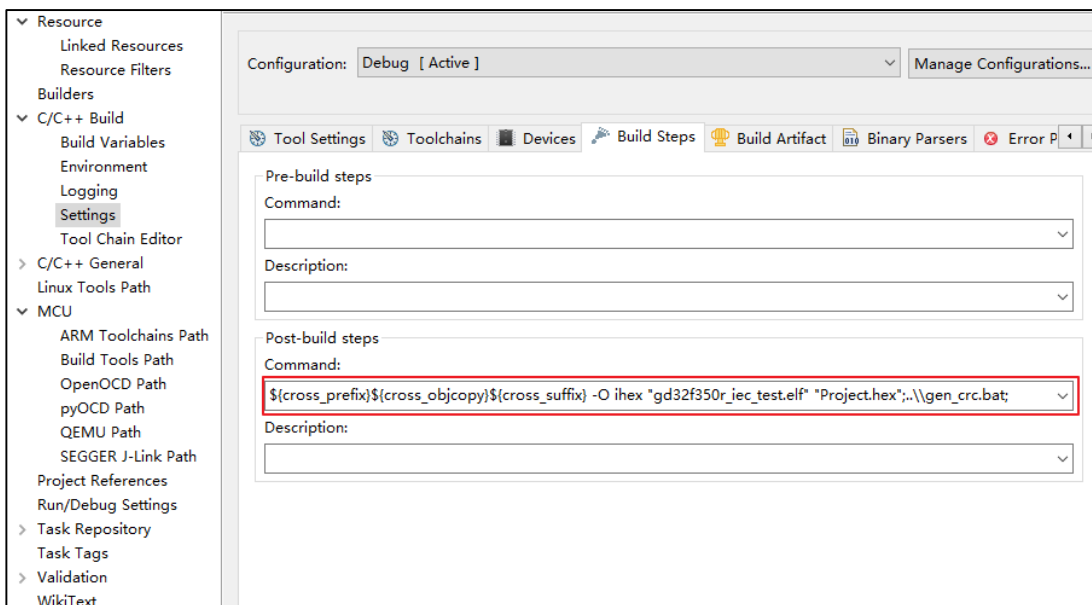 Resource
Linked Resources
Resource Filters
Builders
C/C++ Build
Build Variables
Environment
Logging
Settings
Tool Chain Editor
C/C++ General
Linux Tools Path
MCU
ARM Toolchains Path
Build Tools Path
OpenOCD Path
pyOCD Path
QEMU Path
SEGGER J-Link Path
Project References
Run/Debug Settings
Task Repository
Task Tags
Validation
WikiText
Configuration: Debug [ Active ] Manage Configurations...
Tool Settings Toolchains Devices Build Steps Build Artifact Binary Parsers Error P
Pre-build steps
Command:
Description:
Post-build steps
Command:
${cross_prefix}${cross_objcopy}${cross_suffix} -O ihex "gd32f350r_iec_test.elf" "Project.hex";..\\gen_crc.bat;
Description: